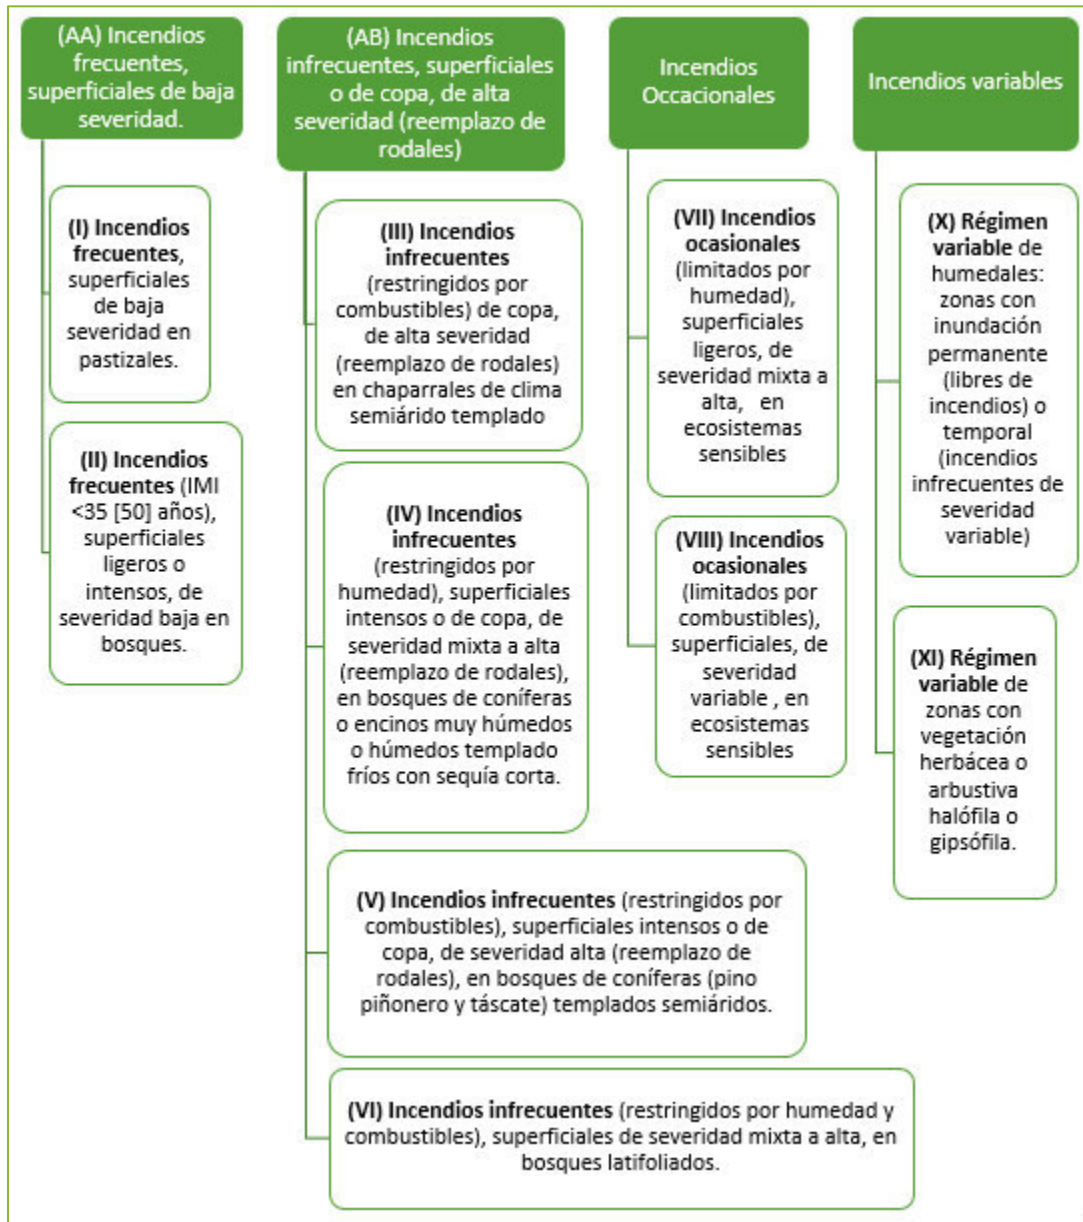 (AA) Incendios
frecuentes,
superficiales de baja
severidad.
(I) Incendios
frecuentes,
superficiales
de baja
severidad en
pastizales.
(II) Incendios
frecuentes (IMI
<35 [50] años),
superficiales
ligeros o
intensos, de
severidad baja en
bosques.
(AB) Incendios
infrecuentes, superficiales
o de copa, de alta
severidad (reemplazo de
rodales)
(III) Incendios
infrecuentes
(restringidos por
combustibles) de copa,
de alta severidad
(reemplazo de rodales)
en chaparrales de clima
semiárido templado
(IV) Incendios
infrecuentes
(restringidos por
humedad), superficiales
intensos o de copa, de
severidad mixta a alta
(reemplazo de rodales),
en bosques de coníferas
o encinos muy húmedos
o húmedos templado
fríos con sequía corta.
(V) Incendios infrecuentes (restringidos por
combustibles), superficiales intensos o de
copa, de severidad alta (reemplazo de
rodales), en bosques de coníferas (pino
piñonero y táscate) templados semiáridos.
(VI) Incendios infrecuentes (restringidos por humedad y
combustibles), superficiales de severidad mixta a alta, en
bosques latifoliados.
Incendios
Occacionales
(VII) Incendios
ocasionales
(limitados por
humedad),
superficiales
ligeros, de
severidad mixta a
alta, en
ecosistemas
sensibles
(VIII) Incendios
ocasionales
(limitados por
combustibles),
superficiales, de
severidad
variable , en
ecosistemas
sensibles
Incendios variables
(X) Régimen
variable de
humedales:
zonas con
inundación
permanente
(libres de
incendios) o
temporal
(incendios
infrecuentes de
severidad
variable)
(XI) Régimen
variable de
zonas con
vegetación
herbácea o
arbustiva
halófila o
gipsófila.